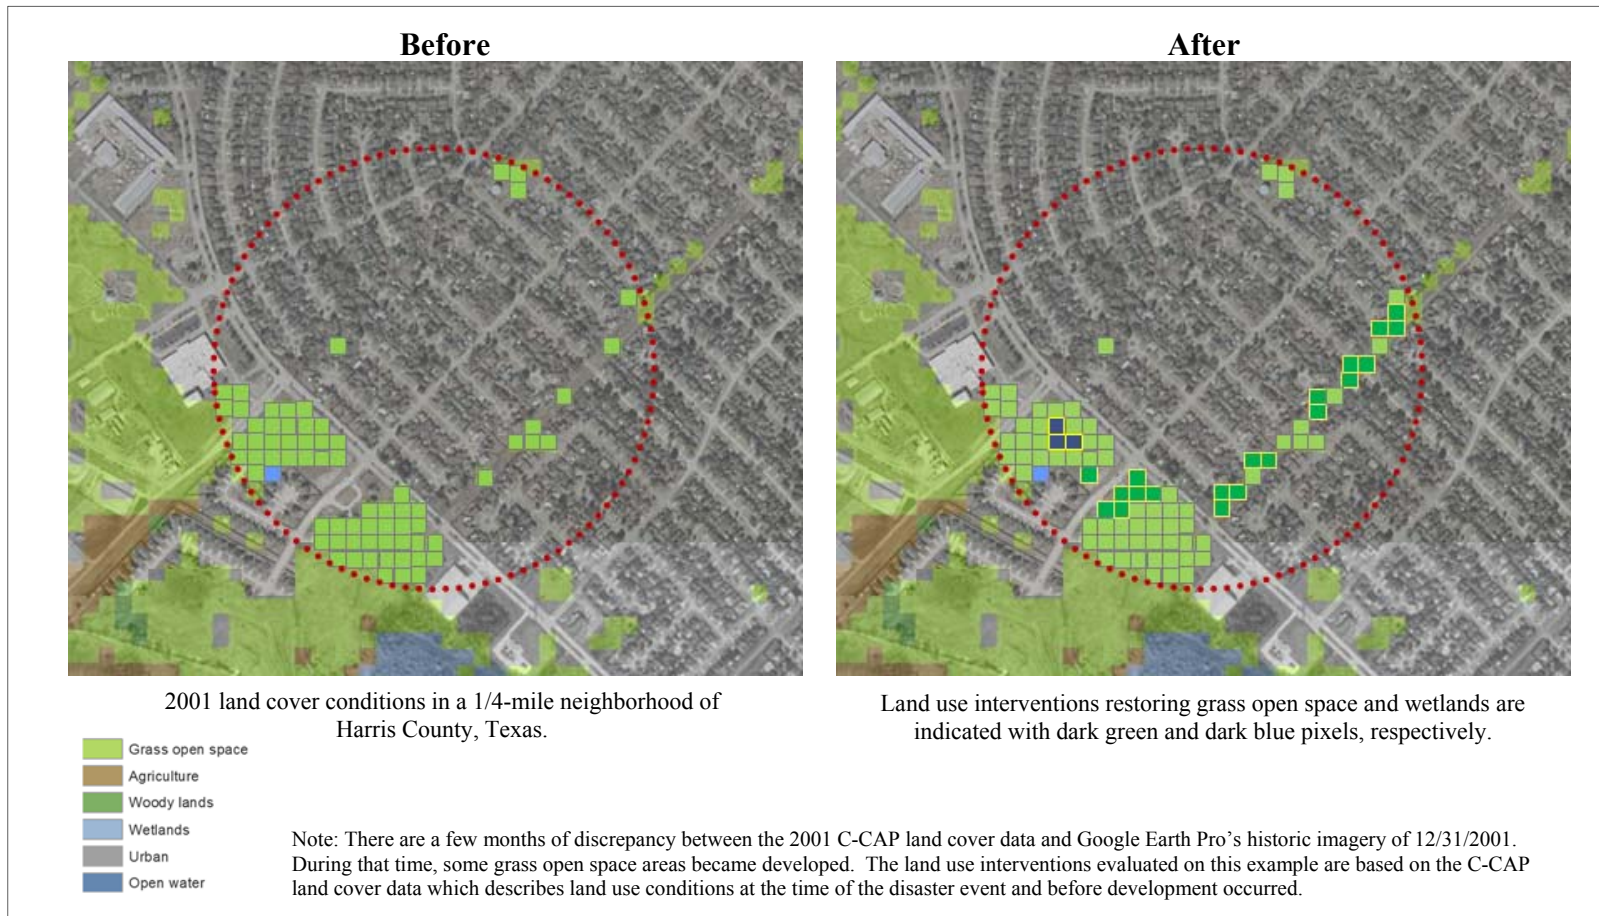 Before
After
2001 land cover conditions in a 1/4-mile neighborhood of
Harris County, Texas.
Land use interventions restoring grass open space and wetlands are
indicated with dark green and dark blue pixels, respectively.
Grass open space
Agriculture
Woody lands
Wetlands
Urban
Open water
Note: There are a few months of discrepancy between the 2001 C-CAP land cover data and Google Earth Pro’s historic imagery of 12/31/2001.
During that time, some grass open space areas became developed.  The land use interventions evaluated on this example are based on the C-CAP
land cover data which describes land use conditions at the time of the disaster event and before development occurred.